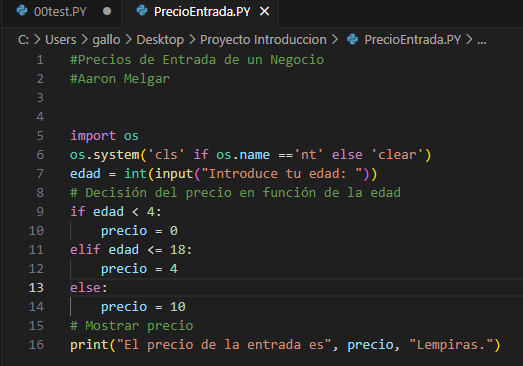 00test.PY
PrecioEntrada.PY
C: > Users > gallo > Desktop > Proyecto Introduccion > PrecioEntrada.PY > ...
1 #Precios de Entrada de un Negocio
2 #Aaron Melgar
3
4
5 import os
6 os.system('cls' if os.name =='nt' else 'clear')
7 edad = int(input("Introduce tu edad: "))
8 # Decisión del precio en función de la edad
9 if edad < 4:
10     precio = 0
11 elif edad <= 18:
12     precio = 4
13 else:
14     precio = 10
15 # Mostrar precio
16 print("El precio de la entrada es", precio, "Lempiras.")